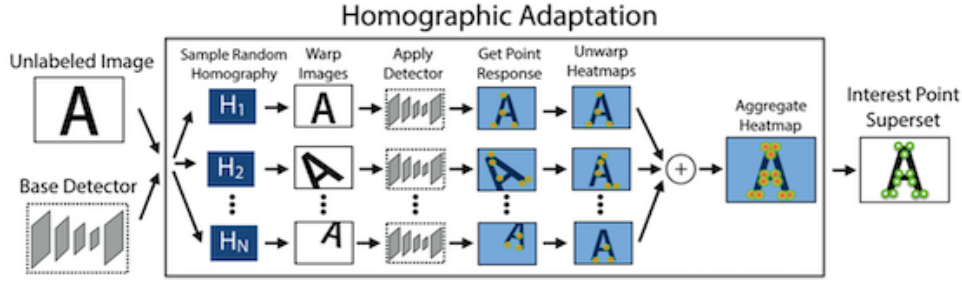 Homographic Adaptation
Unlabeled Image
A
Base Detector
Sample Random
Homography
Warp
Images
Apply
Detector
Get Point
Response
Unwarp
Heatmaps
H1
A
A
A
H2
A
A
A
HN
A
A
A
Aggregate
Heatmap
A
Interest Point
Superset
A